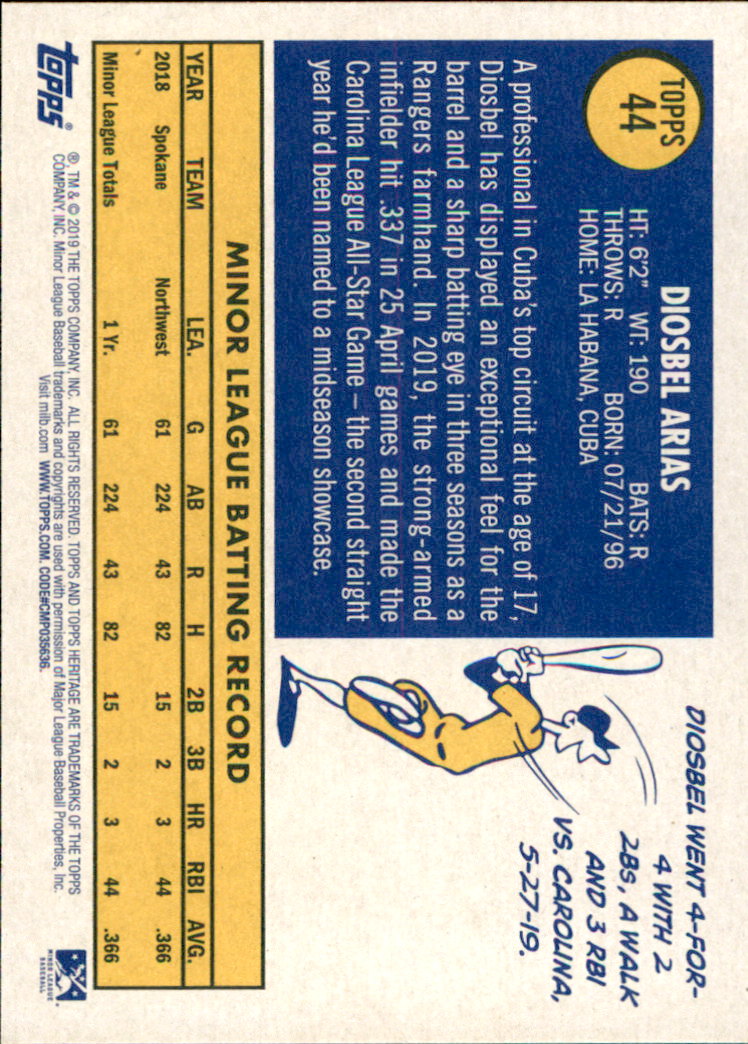 TOPPS
44
DIOSBEL ARIAS
HT: 6'2" WT: 190 BATS: R
THROWS: R BORN: 07/21/96
HOME: LA HABANA, CUBA
A professional in Cuba's top circuit at the age of 17,
Diosbel has displayed an exceptional feel for the
barrel and a sharp batting eye in three seasons as a
Rangers farmhand. In 2019, the strong-armed
infielder hit .337 in 25 April games and made the
Carolina League All-Star Game – the second straight
year he'd been named to a midseason showcase.
DIOSBEL WENT 4-FOR-
4 WITH 2
2BS, A WALK
AND 3 RBI
VS. CAROLINA,
5-27-19.
MINOR LEAGUE BATTING RECORD
YEAR TEAM LEA. G AB R H 2B 3B HR RBI AVG.
2018 Spokane Northwest 61 224 43 82 15 2 3 44 .366
Minor League Totals 1 Yr. 61 224 43 82 15 2 3 44 .366
topps®
®, TM & © 2019 THE TOPPS COMPANY, INC. ALL RIGHTS RESERVED. TOPPS AND TOPPS HERITAGE ARE TRADEMARKS OF THE TOPPS
COMPANY, INC. Minor League Baseball trademarks and copyrights are used with permission of Major League Baseball Properties, Inc.
Visit milb.com WWW.TOPPS.COM. CODE#CMP035636.
MINOR LEAGUE
BASEBALL